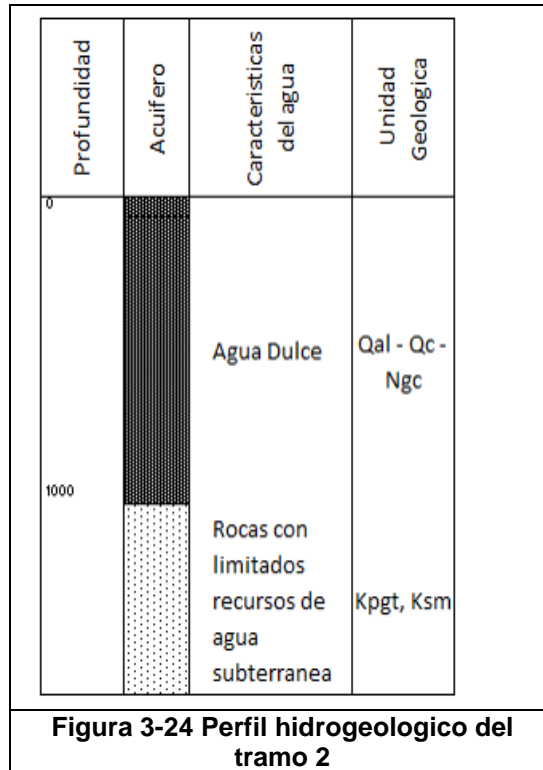 Profundidad
Acuifero
Caracteristicas
del agua
Unidad
Geologica
0
Agua Dulce
Qal - Qc -
Ngc
1000
Rocas con
limitados
recursos de
agua
subterranea
Kpgt, Ksm
Figura 3-24 Perfil hidrogeologico del
tramo 2